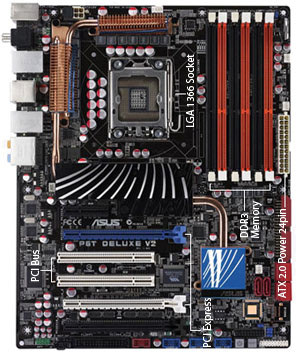 LGA 1366 Socket
DDR3
Memory
ATX 2.0 Power 24pin
ASUS
P6T DELUXE V2
PCI Bus
PCI Express